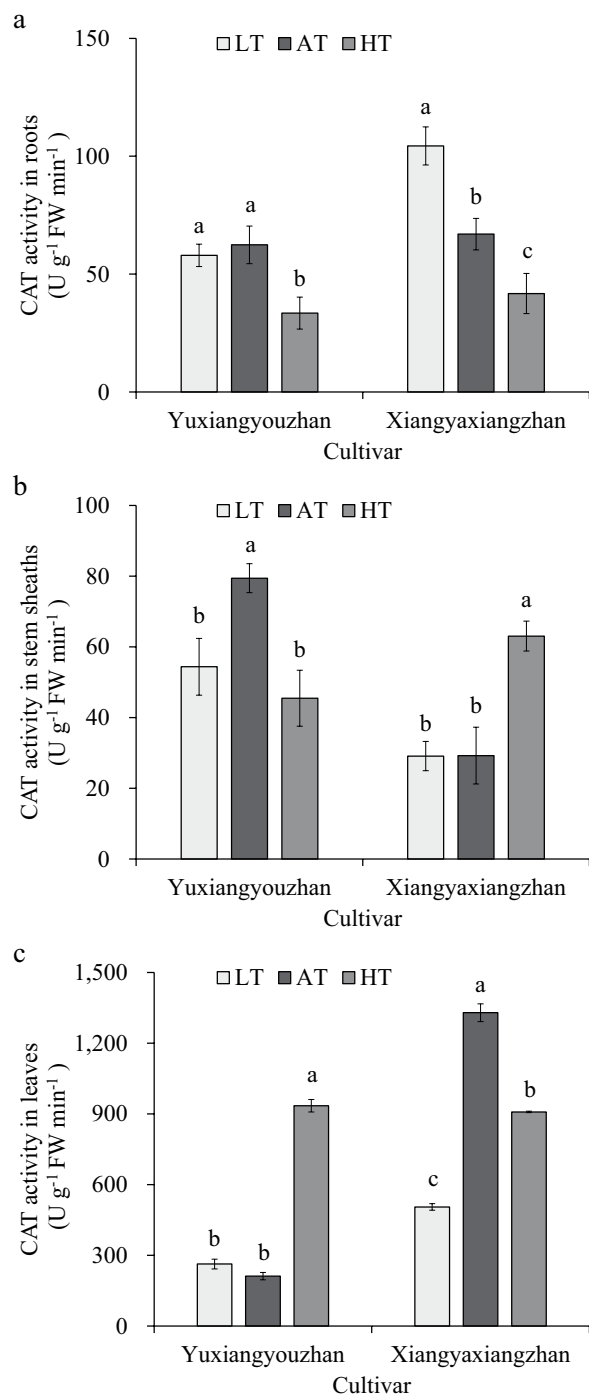 a
150
LT AT HT
a
100
b
a
a
c
50
b
0
CAT activity in roots
(U g⁻¹ FW min⁻¹)
Yuxiangyouzhan Xiangyaxiangzhan
Cultivar
b
100
LT AT HT
a
80
a
b
b
60
b b
40
20
0
CAT activity in stem sheaths
(U g⁻¹ FW min⁻¹ )
Yuxiangyouzhan Xiangyaxiangzhan
Cultivar
c
1,500
LT AT HT
a
1,200
a
b
900
600
c
b b
300
0
CAT activity in leaves
(U g⁻¹ FW min⁻¹ )
Yuxiangyouzhan Xiangyaxiangzhan
Cultivar